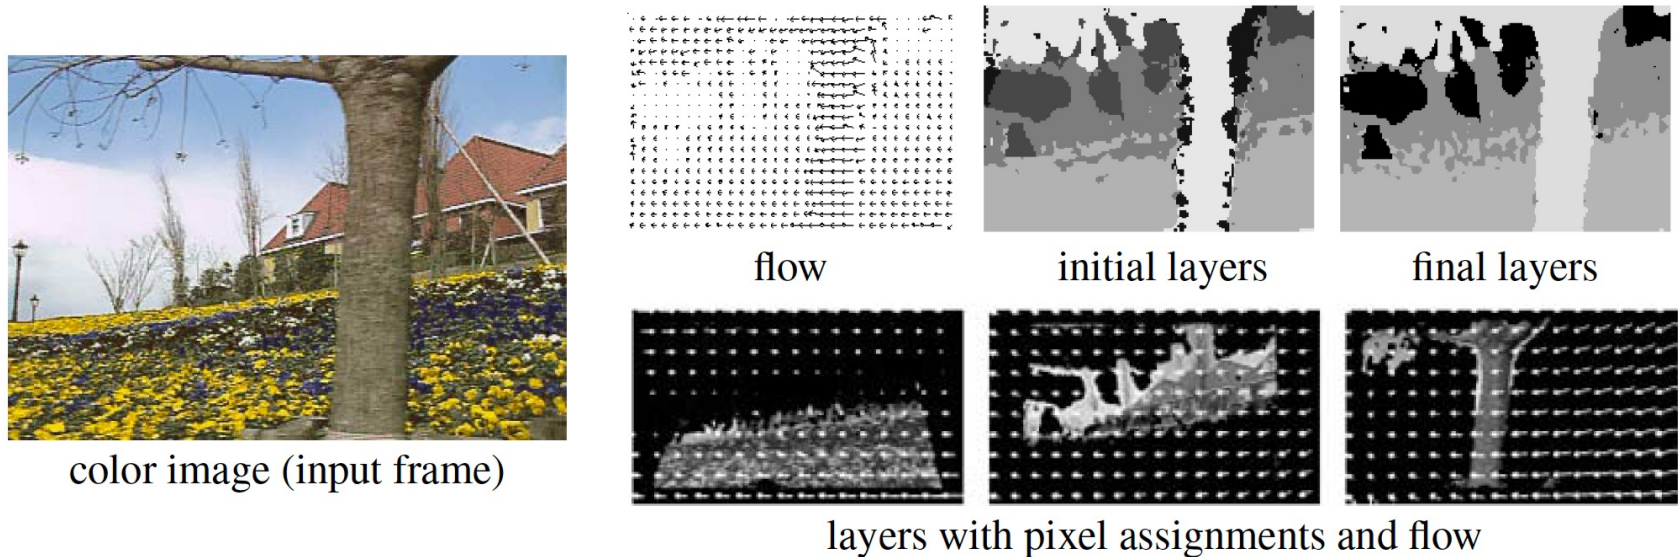 flow
initial layers
final layers
color image (input frame)
layers with pixel assignments and flow